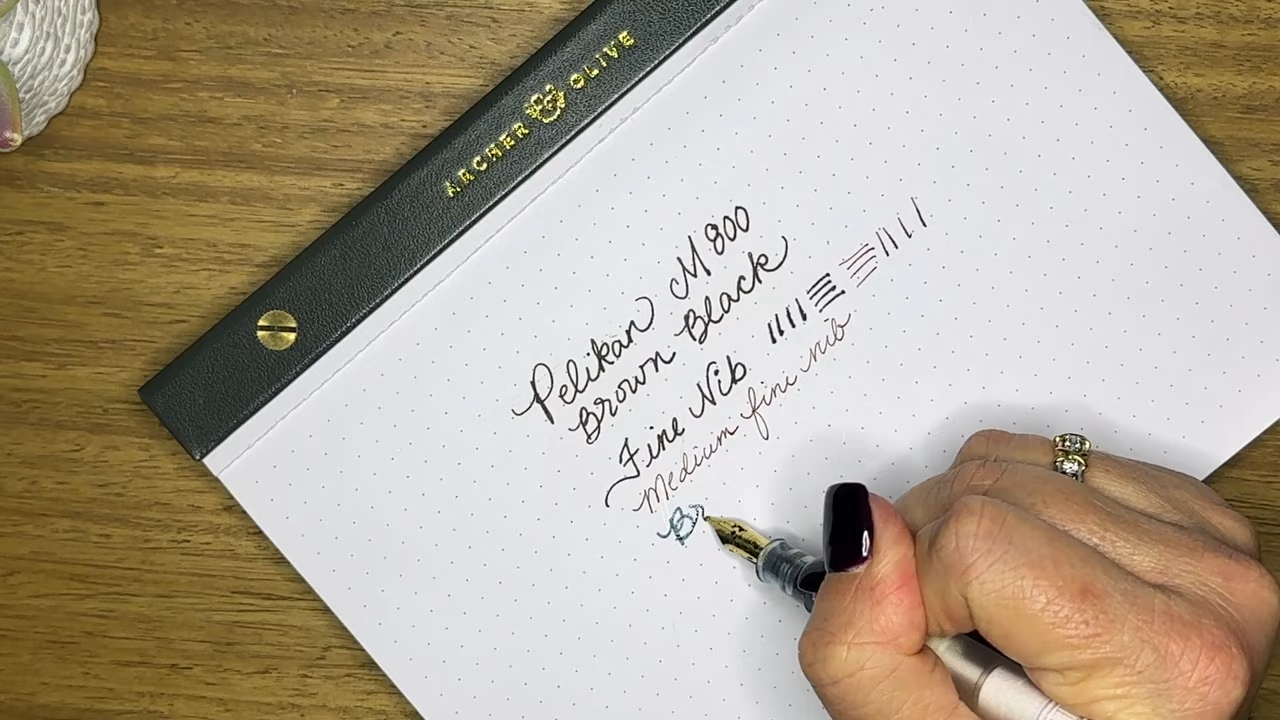 ARCHER & OLIVE
Pelikan M800
Brown Black
Fine Nib
Medium fine nib
B